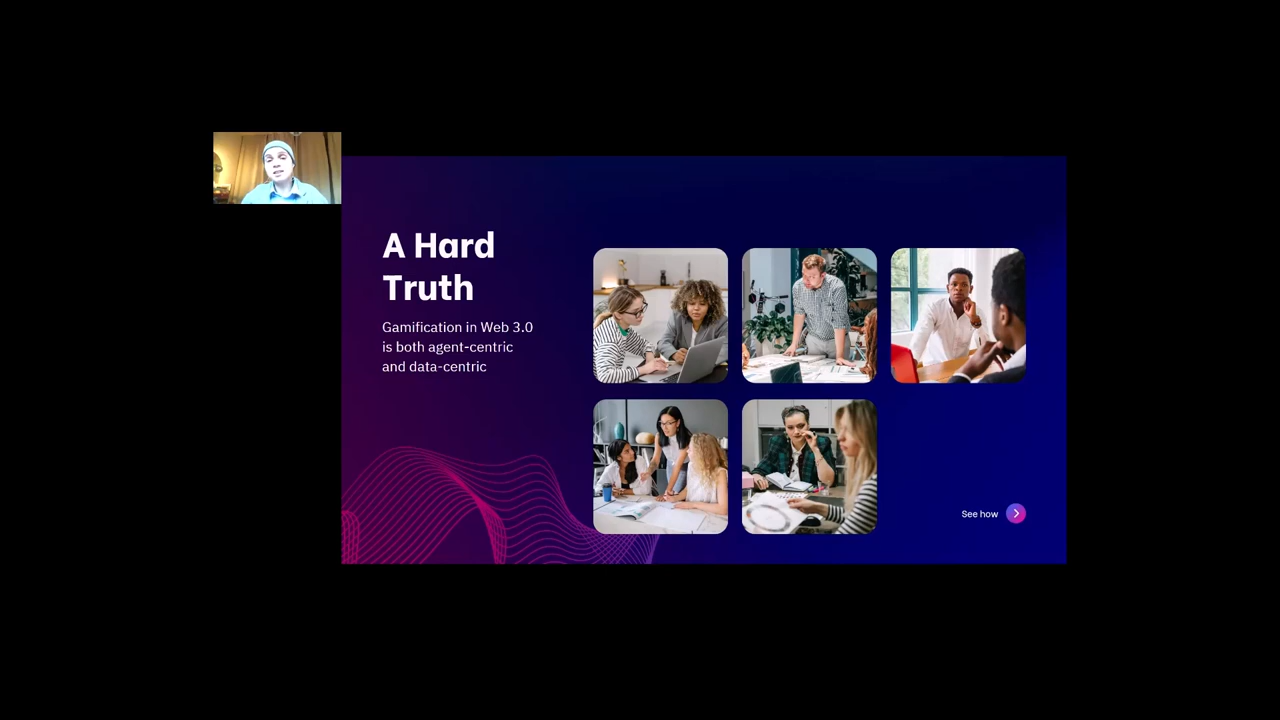 A Hard
Truth
Gamification in Web 3.0
is both agent-centric
and data-centric
See how